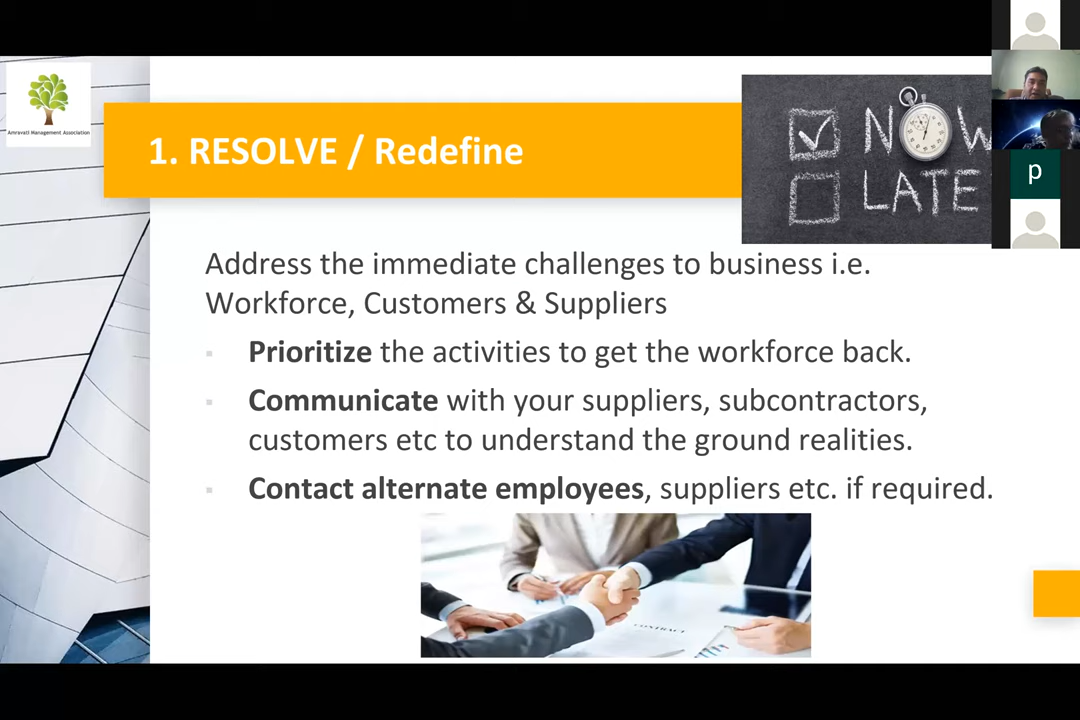 Amravati Management Association
1. RESOLVE / Redefine
NOW
LATE
p
Address the immediate challenges to business i.e.
Workforce, Customers & Suppliers
Prioritize the activities to get the workforce back.
Communicate with your suppliers, subcontractors,
customers etc to understand the ground realities.
Contact alternate employees, suppliers etc. if required.
CONTRACT